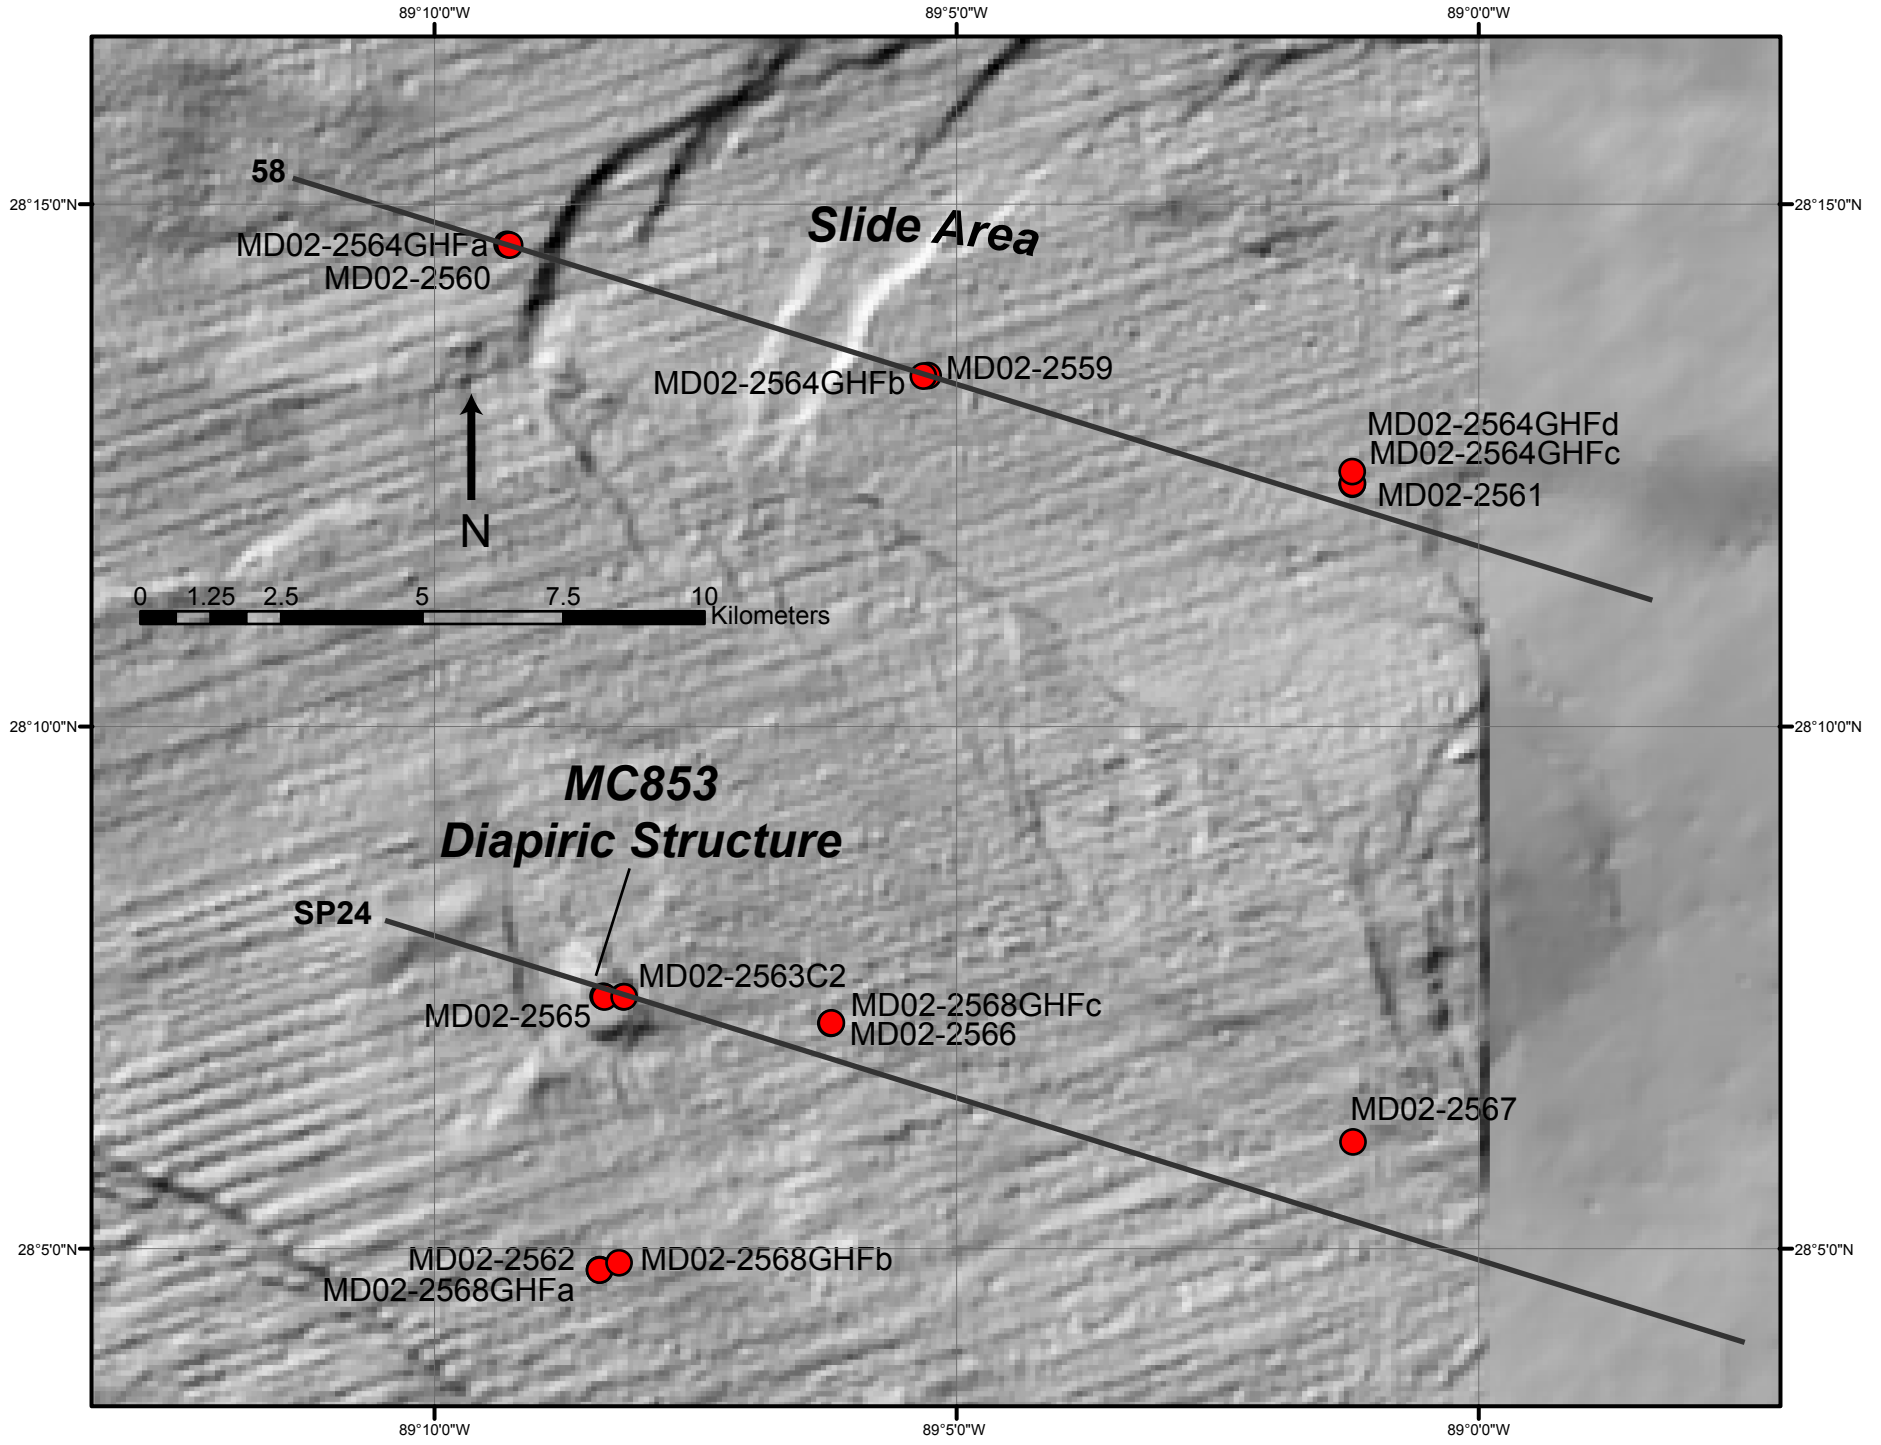 89°10'0"W
89°5'0"W
89°0'0"W
58
28°15'0"N
28°15'0"N
Slide Area
MD02-2564GHFa
MD02-2560
MD02-2559
MD02-2564GHFb
MD02-2564GHFd
MD02-2564GHFc
MD02-2561
N
0 1.25 2.5 5 7.5 10
Kilometers
28°10'0"N
28°10'0"N
MC853
Diapiric Structure
SP24
MD02-2563C2
MD02-2565
MD02-2568GHFc
MD02-2566
MD02-2567
28°5'0"N
28°5'0"N
MD02-2562
MD02-2568GHFb
MD02-2568GHFa
89°10'0"W
89°5'0"W
89°0'0"W